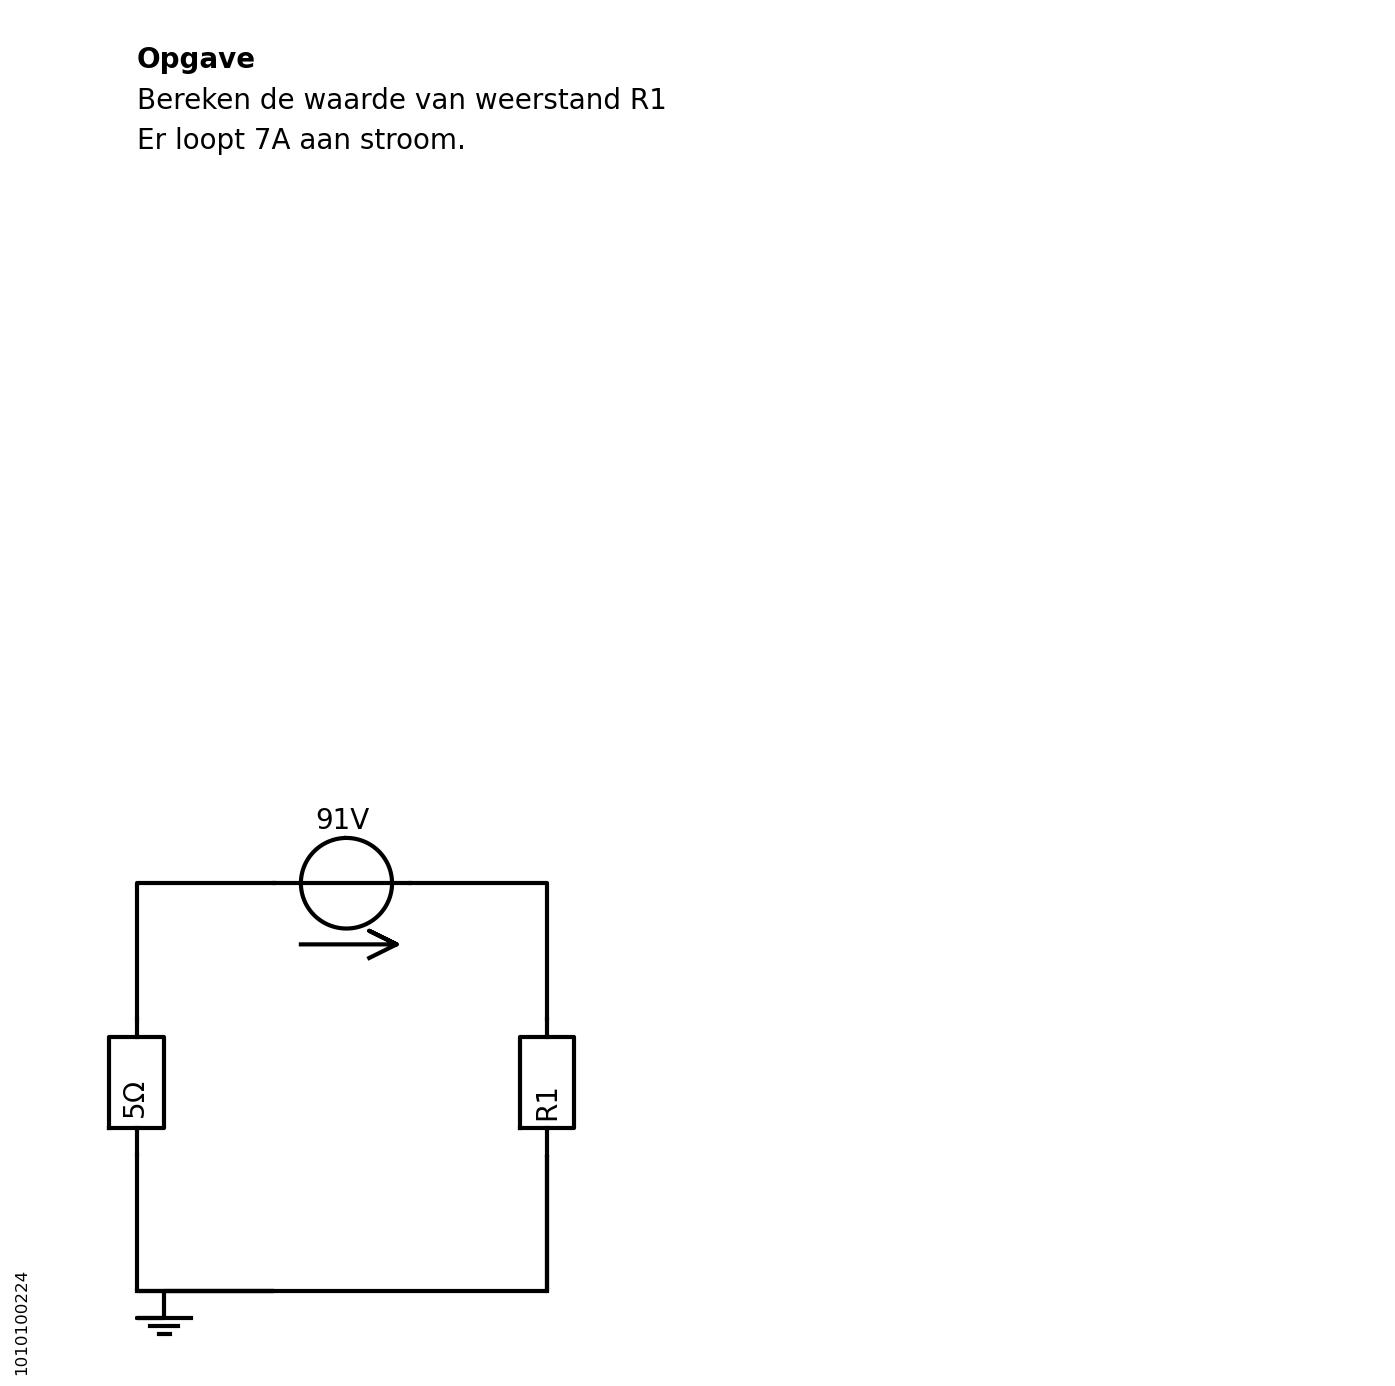 Opgave
Bereken de waarde van weerstand R1
Er loopt 7A aan stroom.
91V
5Ω
R1
1010100224